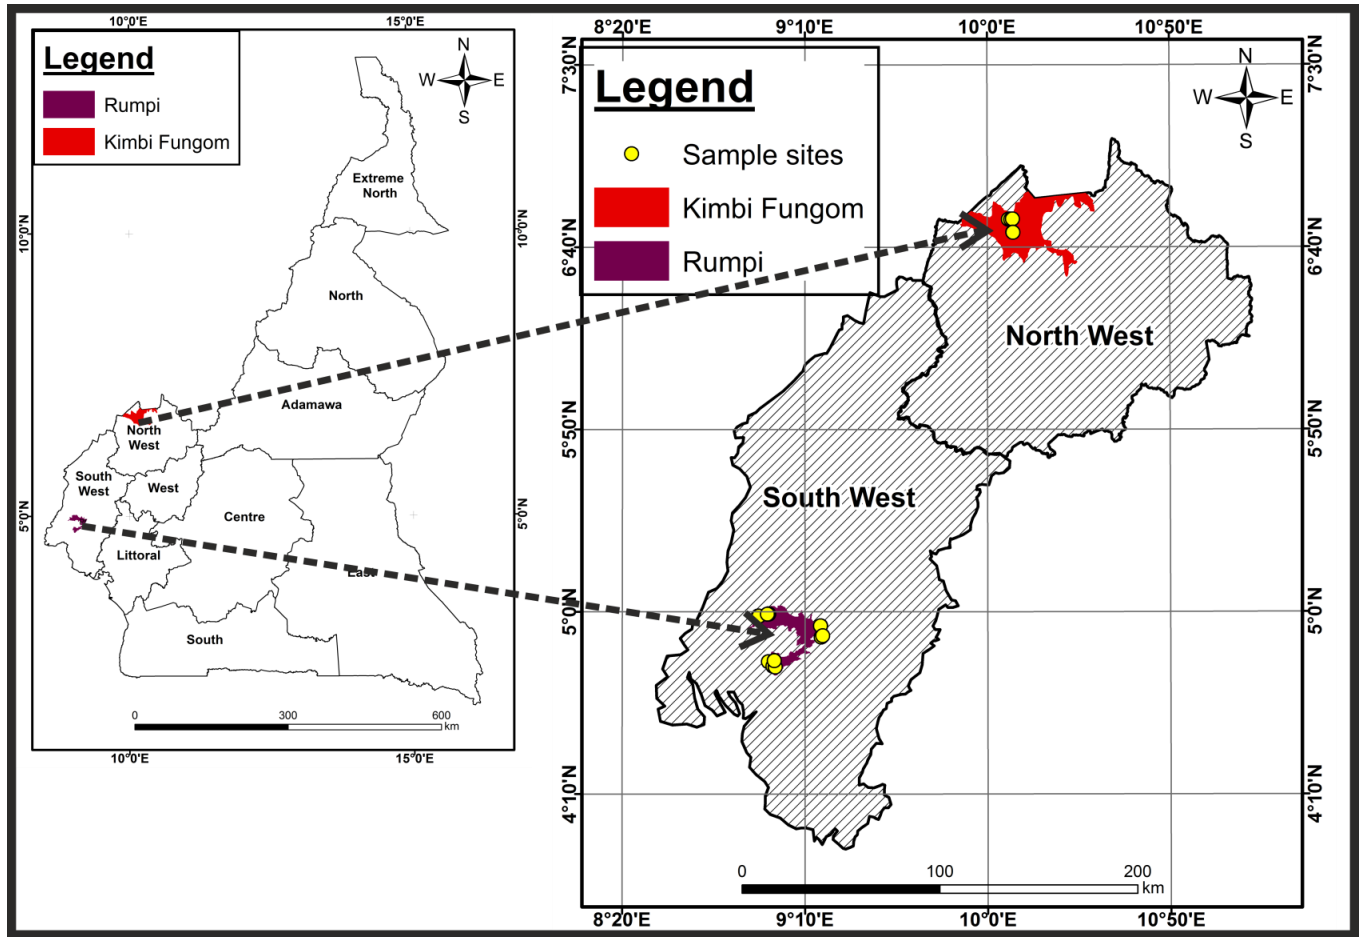 10°0'E 15°0'E
Legend
Rumpi
Kimbi Fungom
N
W E
S
Extreme
North
10°0'N 10°0'N
North
Adamawa
North
West
South
West
West
Centre
5°0'N 5°0'N
Littoral
East
South
0 300 600
km
10°0'E 15°0'E
8°20'E 9°10'E 10°0'E 10°50'E
7°30'N 7°30'N
Legend
Sample sites
Kimbi Fungom
Rumpi
N
W E
S
6°40'N 6°40'N
North West
5°50'N 5°50'N
South West
5°0'N 5°0'N
4°10'N 4°10'N
0 100 200
km
8°20'E 9°10'E 10°0'E 10°50'E